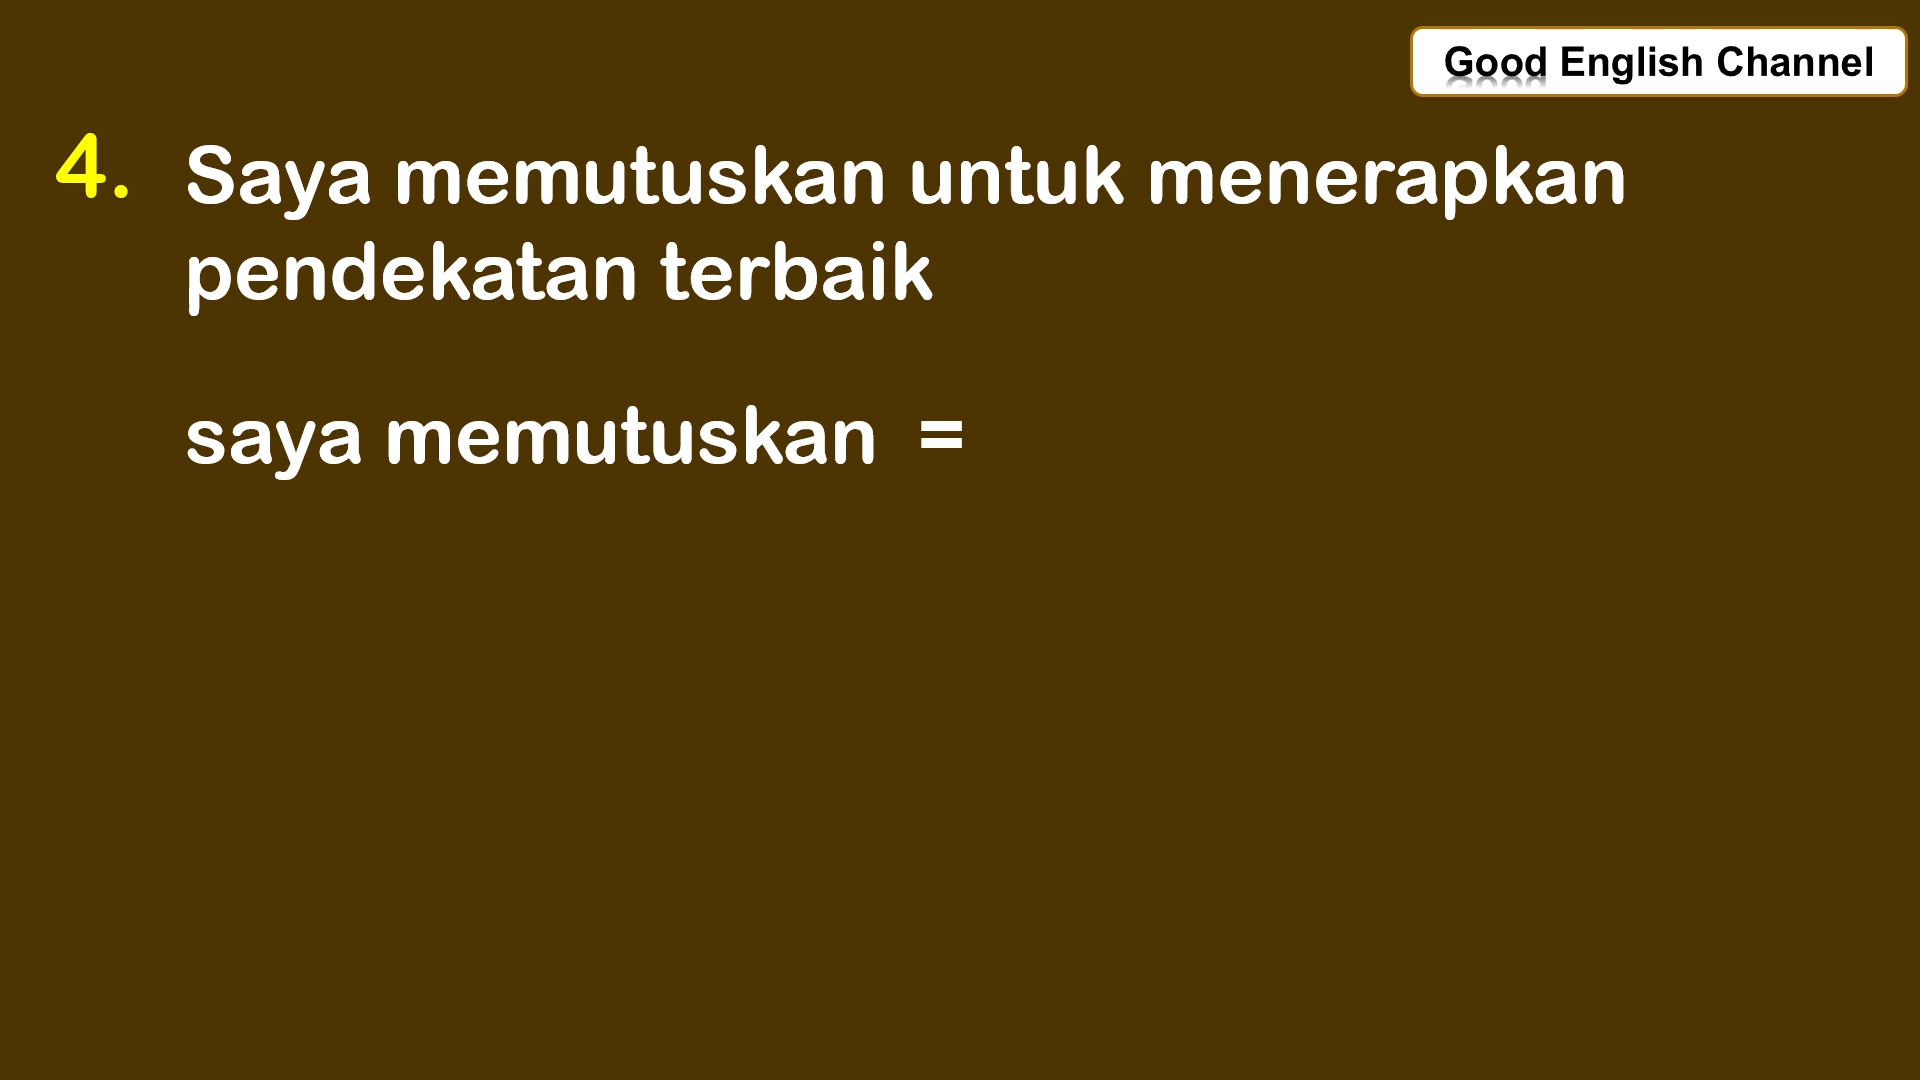 Good English Channel
4. Saya memutuskan untuk menerapkan
pendekatan terbaik
saya memutuskan =